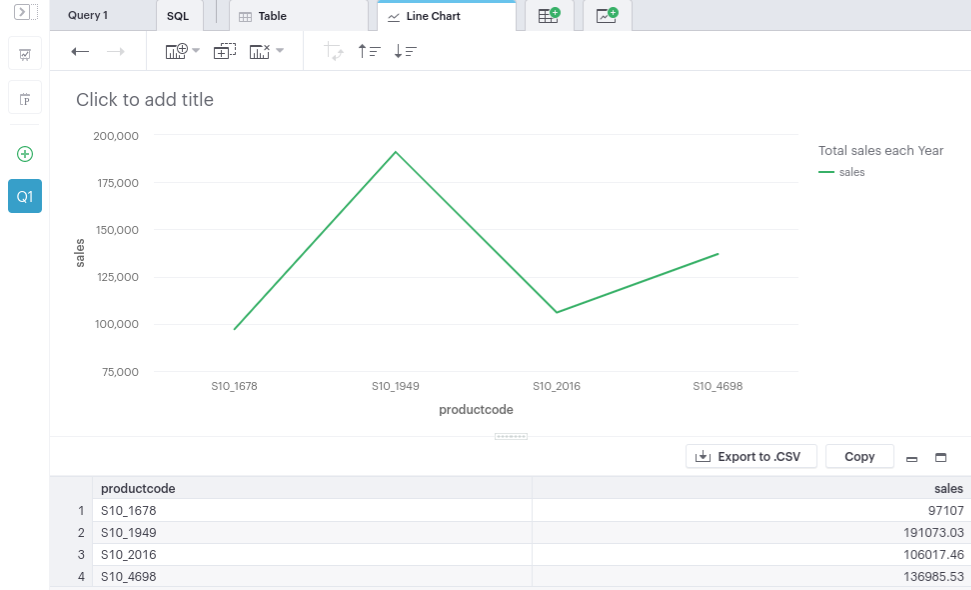 Query 1 SQL Table Line Chart
P
Q1
Click to add title
200,000
175,000
150,000
125,000
100,000
75,000
sales
S10_1678 S10_1949 S10_2016 S10_4698
productcode
Total sales each Year
sales
Export to .CSV Copy
productcode sales
1 S10_1678 97107
2 S10_1949 191073.03
3 S10_2016 106017.46
4 S10_4698 136985.53